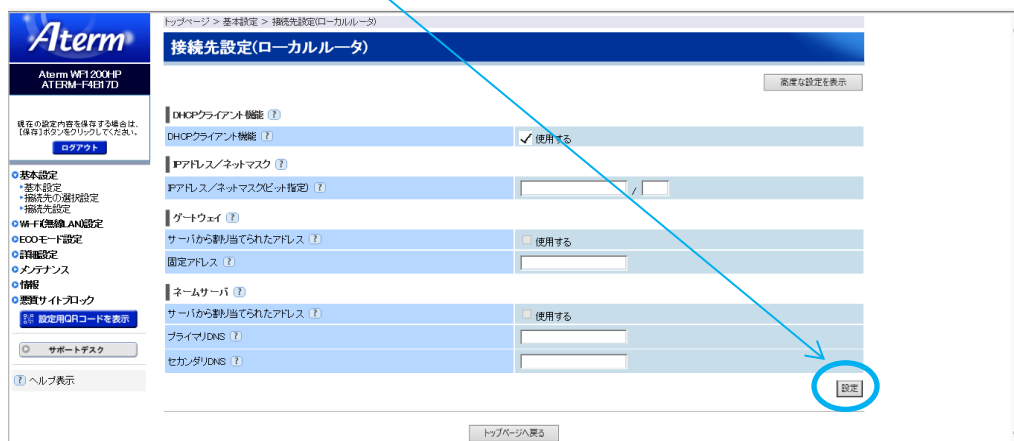 トップページ > 基本設定 > 接続先設定(ローカルルータ)
Aterm
接続先設定(ローカルルータ)
Aterm WF1200HP
ATERM-F4B17D
高度な設定を表示
現在の設定内容を保存する場合は、
[保存]ボタンをクリックしてください。
ログアウト
基本設定
基本設定
接続先の選択設定
接続先設定
Wi-Fi(無線LAN)設定
ECOモード設定
詳細設定
メンテナンス
情報
悪質サイトブロック
設定用QRコードを表示
サポートデスク
? ヘルプ表示
DHCPクライアント機能 ?
DHCPクライアント機能 ? 使用する
IPアドレス/ネットマスク ?
IPアドレス/ネットマスク(ビット指定) ? /
ゲートウェイ ?
サーバから割り当てられたアドレス ? 使用する
固定アドレス ?
ネームサーバ ?
サーバから割り当てられたアドレス ? 使用する
プライマリDNS ?
セカンダリDNS ?
設定
トップページへ戻る